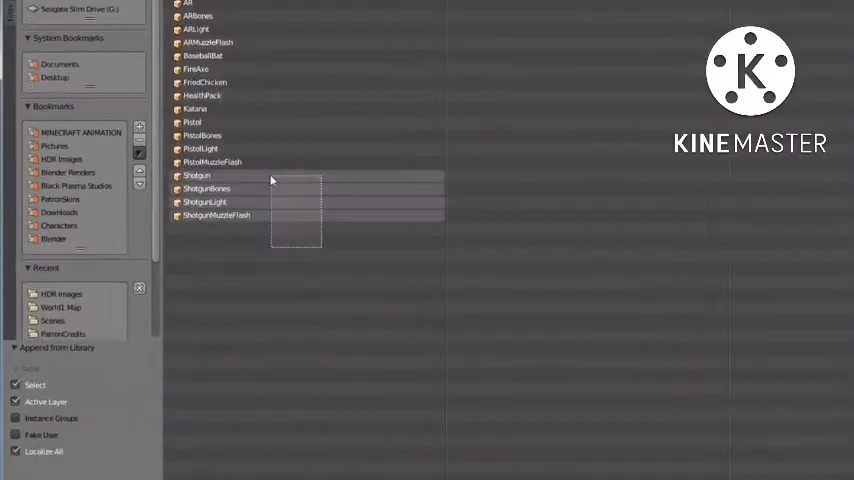 Filter
Seagate Slim Drive (G:)
System Bookmarks
Documents
Desktop
Bookmarks
MINECRAFT ANIMATION
Pictures
HDR Images
Blender Renders
Black Plasma Studios
PatronSkins
Downloads
Characters
Blender
Recent
HDR Images
World1 Map
Scenes
PatronCredits
Append from Library
Select
Active Layer
Instance Groups
Fake User
Localize All
AR
ARBones
ARLight
ARMuzzleFlash
BaseballBat
FireAxe
FriedChicken
HealthPack
Katana
Pistol
PistolBones
PistolLight
PistolMuzzleFlash
Shotgun
ShotgunBones
ShotgunLight
ShotgunMuzzleFlash
K
KINEMASTER